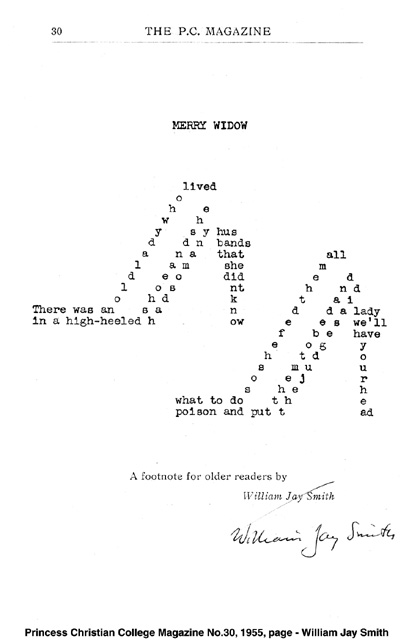 30 THE P.C. MAGAZINE
MERRY WIDOW
lived
o
h e
w h
y s y hus
d d n bands
a n a that
l a m she
d e o did
l o s nt
o h d k
There was an s a n
in a high-heeled h ow
all
m
e d
h n d
t a i
d d a lady
e e s we'll
f b e have
e o g y
h t d o
s m u u
o e j r
s h e h
what to do t h e
poison and put t ad
A footnote for older readers by
William Jay Smith
William Jay Smith
Princess Christian College Magazine No.30, 1955, page - William Jay Smith